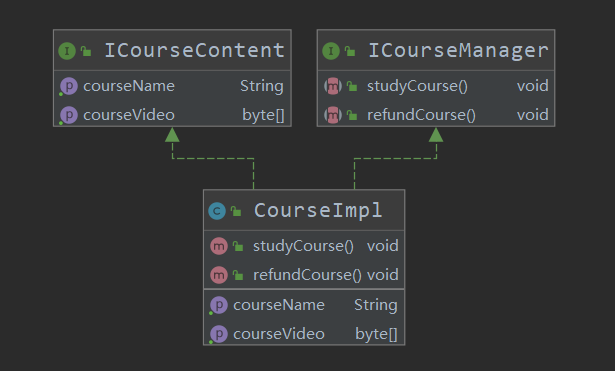 I ICourseContent
p courseName String
p courseVideo byte[]
I ICourseManager
m studyCourse() void
m refundCourse() void
C CourseImpl
m studyCourse() void
m refundCourse() void
p courseName String
p courseVideo byte[]